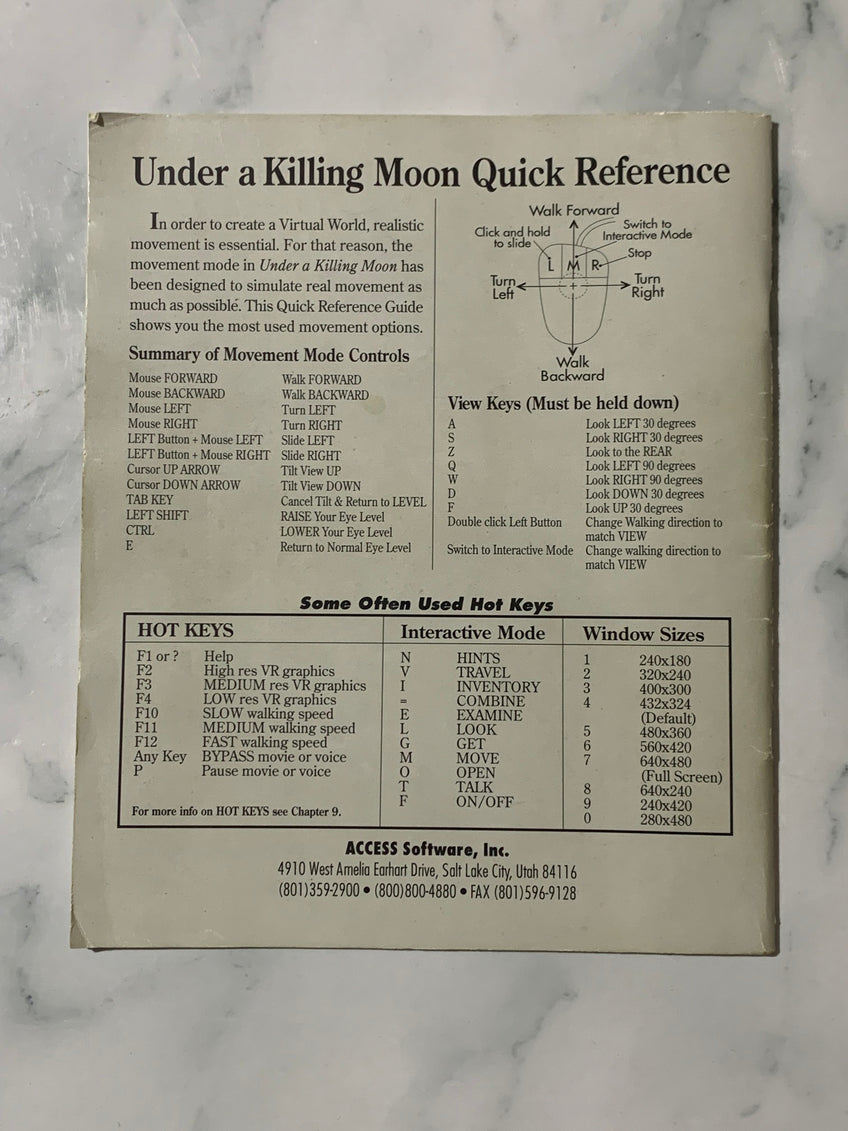 Under a Killing Moon Quick Reference
In order to create a Virtual World, realistic
movement is essential. For that reason, the
movement mode in Under a Killing Moon has
been designed to simulate real movement as
much as possible. This Quick Reference Guide
shows you the most used movement options.
Summary of Movement Mode Controls
Mouse FORWARD Walk FORWARD
Mouse BACKWARD Walk BACKWARD
Mouse LEFT Turn LEFT
Mouse RIGHT Turn RIGHT
LEFT Button + Mouse LEFT Slide LEFT
LEFT Button + Mouse RIGHT Slide RIGHT
Cursor UP ARROW Tilt View UP
Cursor DOWN ARROW Tilt View DOWN
TAB KEY Cancel Tilt & Return to LEVEL
LEFT SHIFT RAISE Your Eye Level
CTRL LOWER Your Eye Level
E Return to Normal Eye Level
Walk Forward
Click and hold
to slide
Switch to
Interactive Mode
Stop
L M R
Turn
Left
Turn
Right
Walk
Backward
View Keys (Must be held down)
A Look LEFT 30 degrees
S Look RIGHT 30 degrees
Z Look to the REAR
Q Look LEFT 90 degrees
W Look RIGHT 90 degrees
D Look DOWN 30 degrees
F Look UP 30 degrees
Double click Left Button Change Walking direction to
match VIEW
Switch to Interactive Mode Change walking direction to
match VIEW
Some Often Used Hot Keys
HOT KEYS
F1 or ? Help
F2 High res VR graphics
F3 MEDIUM res VR graphics
F4 LOW res VR graphics
F10 SLOW walking speed
F11 MEDIUM walking speed
F12 FAST walking speed
Any Key BYPASS movie or voice
P Pause movie or voice
For more info on HOT KEYS see Chapter 9.
Interactive Mode
N HINTS
V TRAVEL
I INVENTORY
= COMBINE
E EXAMINE
L LOOK
G GET
M MOVE
O OPEN
T TALK
F ON/OFF
Window Sizes
1 240x180
2 320x240
3 400x300
4 432x324
(Default)
5 480x360
6 560x420
7 640x480
(Full Screen)
8 640x240
9 240x420
0 280x480
ACCESS Software, Inc.
4910 West Amelia Earhart Drive, Salt Lake City, Utah 84116
(801)359-2900 • (800)800-4880 • FAX (801)596-9128